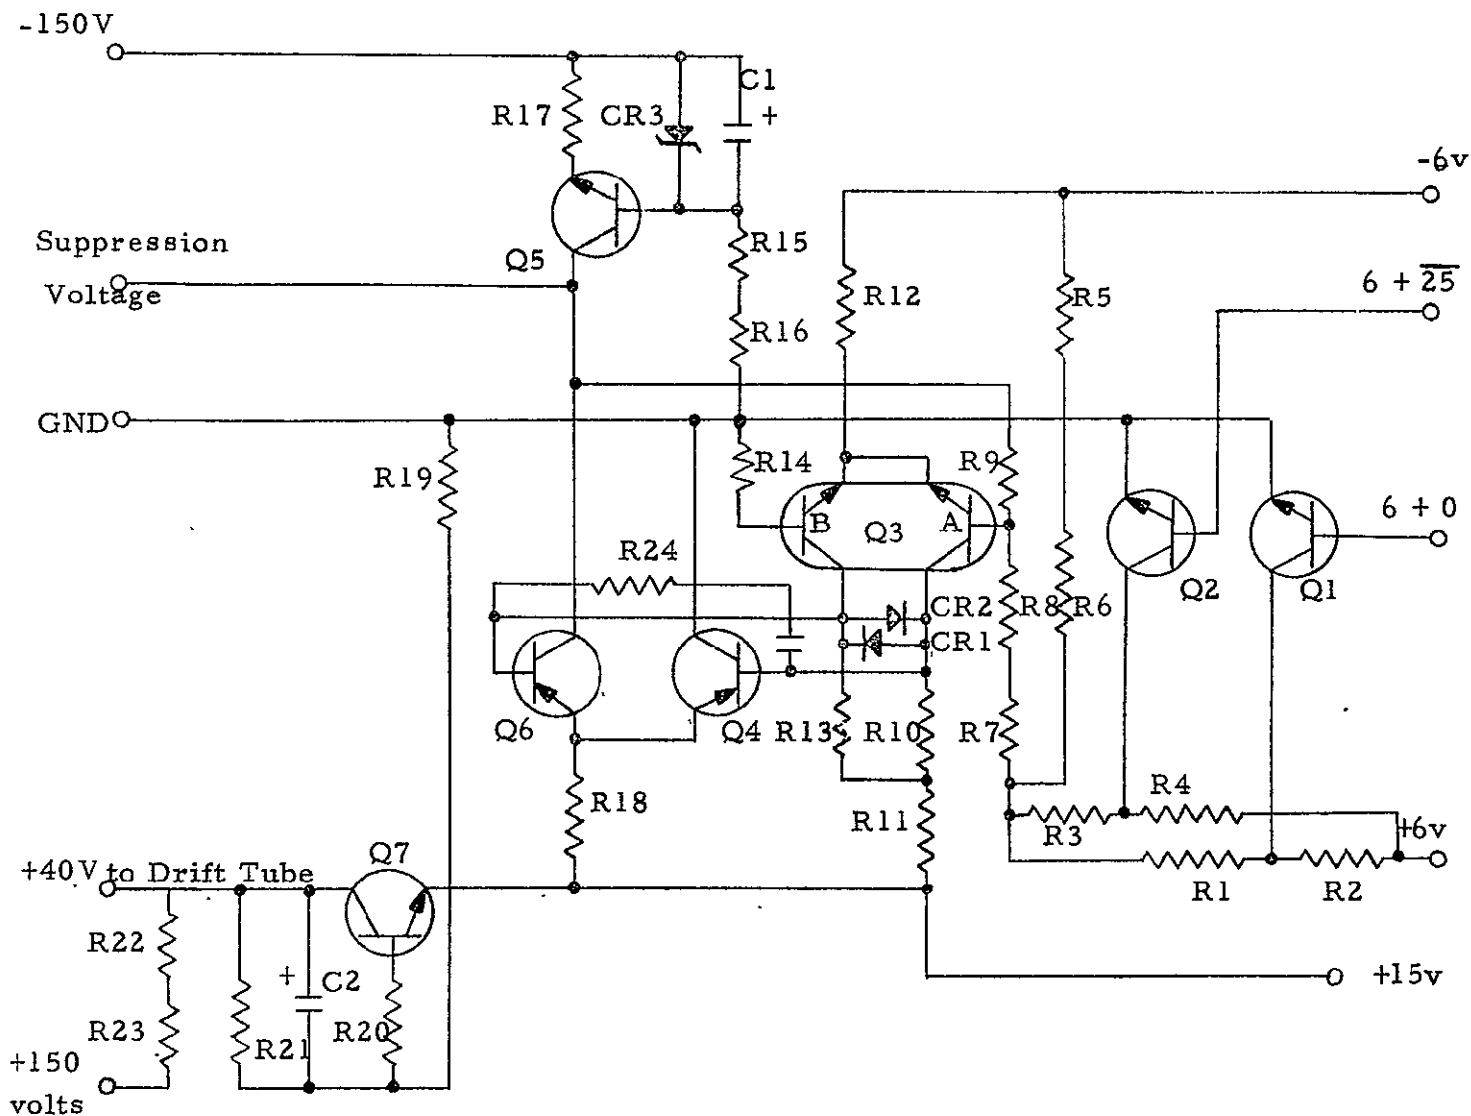 -150V
C1
R17
CR3
+
-6v
R15
Suppression
Voltage
Q5
R12
R5
6 + 2̅5̅
R16
GND
R19
R14
R9
B
Q3
A
6 + 0
R24
Q2
Q1
CR2
R8
R6
CR1
Q6
Q4
R13
R10
R7
R18
R11
R4
R3
+6v
Q7
+40V to Drift Tube
R1
R2
R22
+
C2
+15v
R23
R21
R20
+150
volts